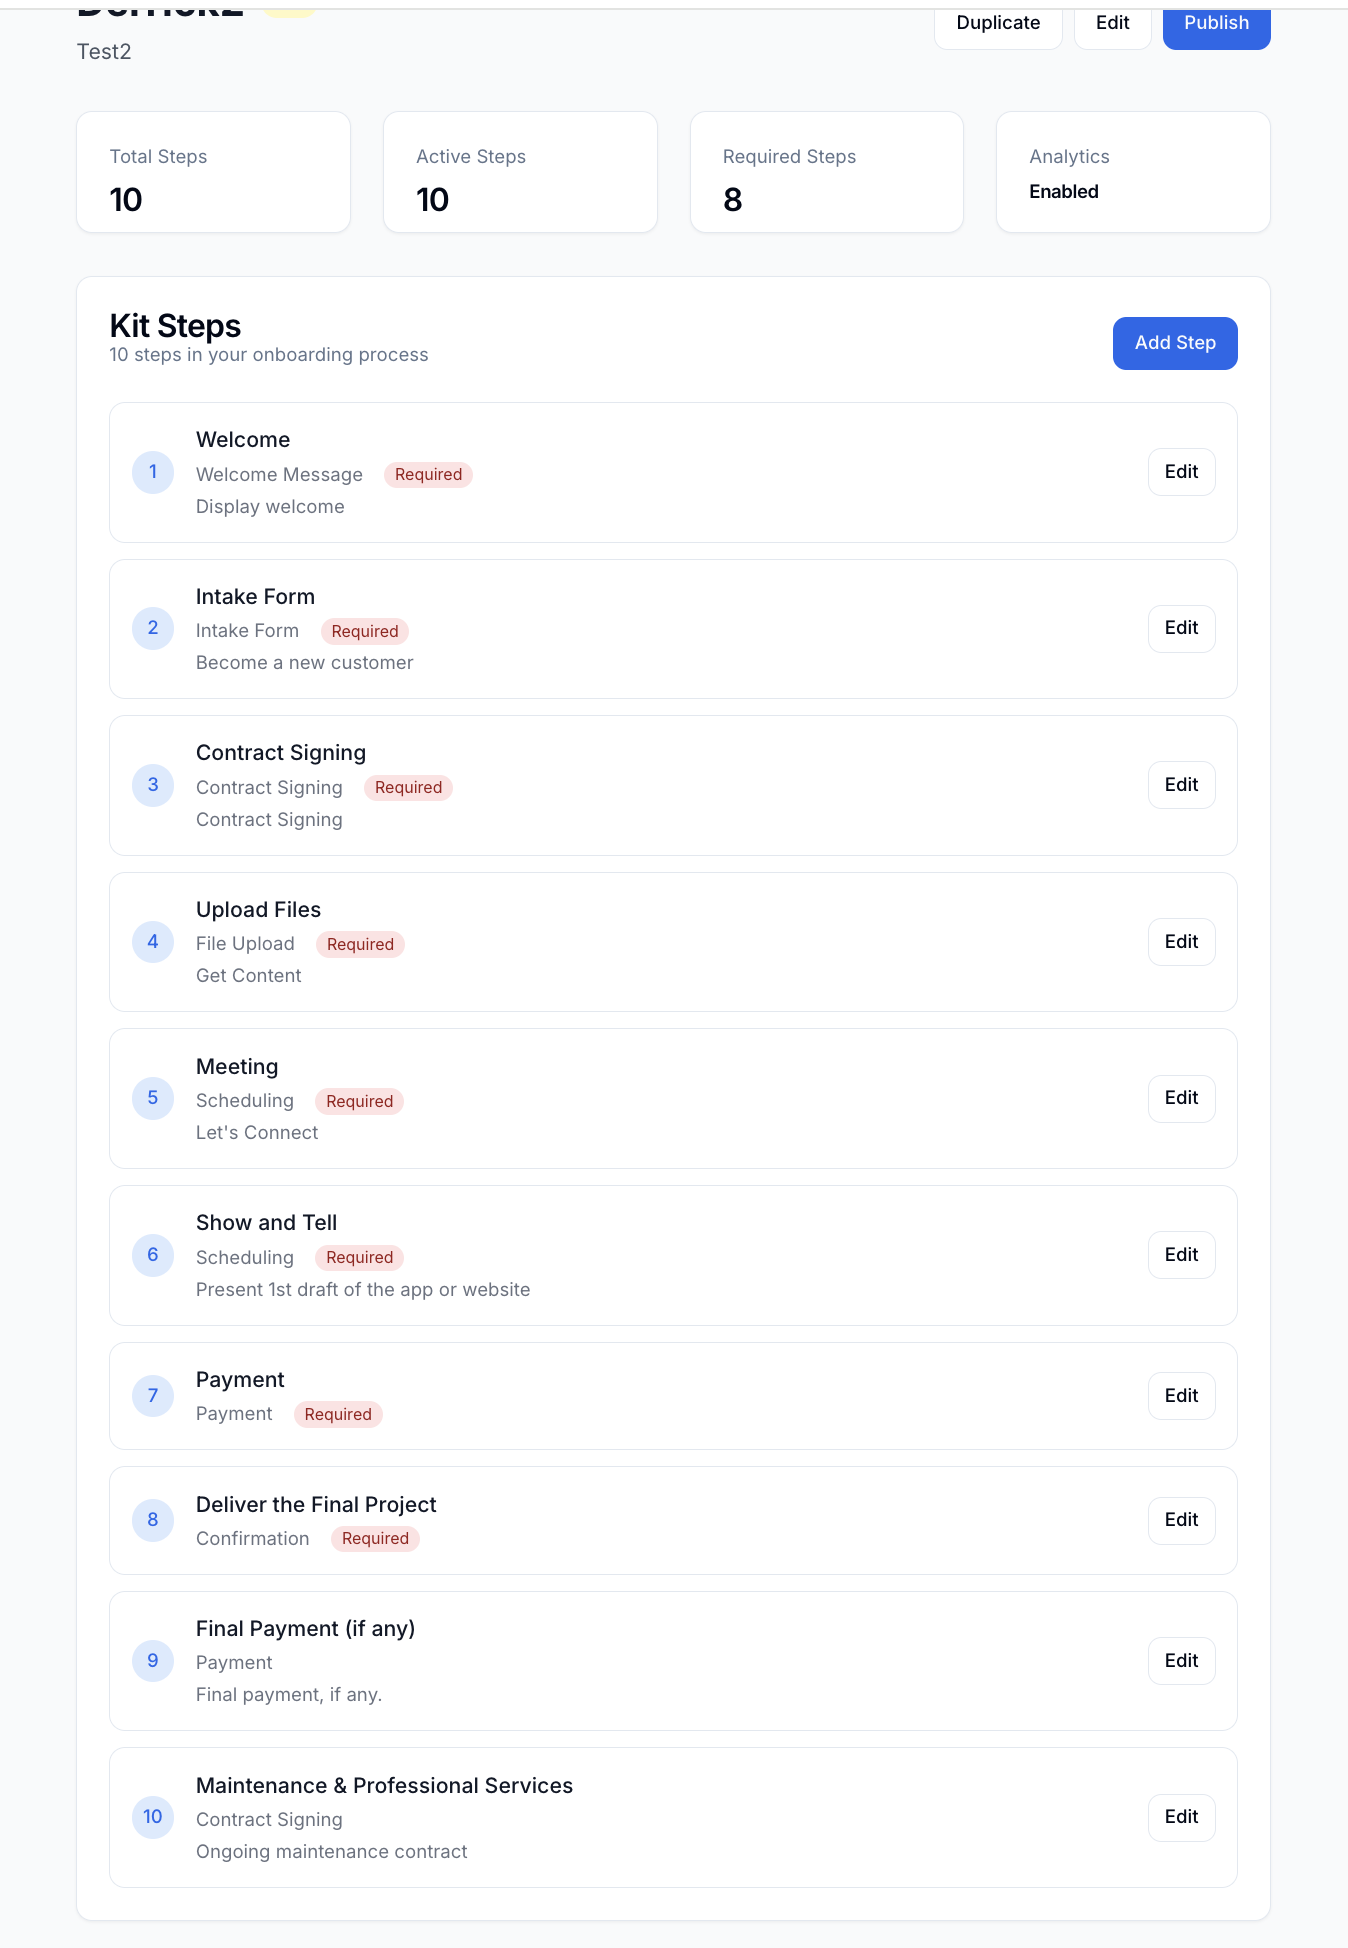 Duplicate
Edit
Publish
Test2
Total Steps
10
Active Steps
10
Required Steps
8
Analytics
Enabled
Kit Steps
10 steps in your onboarding process
Add Step
1
Welcome
Welcome Message Required
Display welcome
Edit
2
Intake Form
Intake Form Required
Become a new customer
Edit
3
Contract Signing
Contract Signing Required
Contract Signing
Edit
4
Upload Files
File Upload Required
Get Content
Edit
5
Meeting
Scheduling Required
Let's Connect
Edit
6
Show and Tell
Scheduling Required
Present 1st draft of the app or website
Edit
7
Payment
Payment Required
Edit
8
Deliver the Final Project
Confirmation Required
Edit
9
Final Payment (if any)
Payment
Final payment, if any.
Edit
10
Maintenance & Professional Services
Contract Signing
Ongoing maintenance contract
Edit